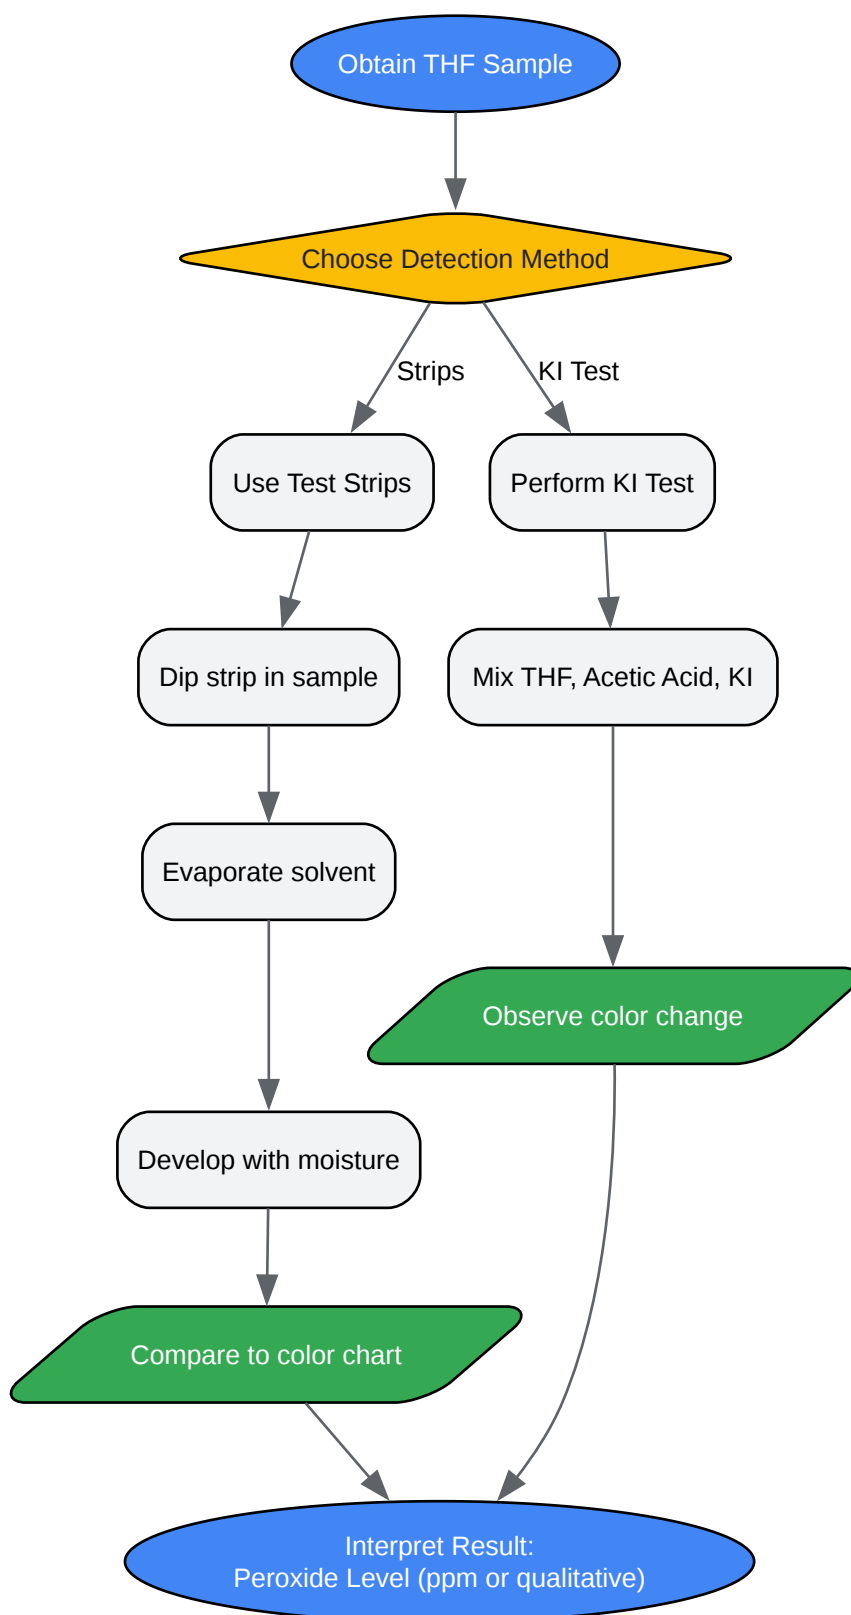 Obtain THF Sample
Choose Detection Method
Strips
KI Test
Use Test Strips
Perform KI Test
Dip strip in sample
Mix THF, Acetic Acid, KI
Evaporate solvent
Observe color change
Develop with moisture
Compare to color chart
Interpret Result:
Peroxide Level (ppm or qualitative)